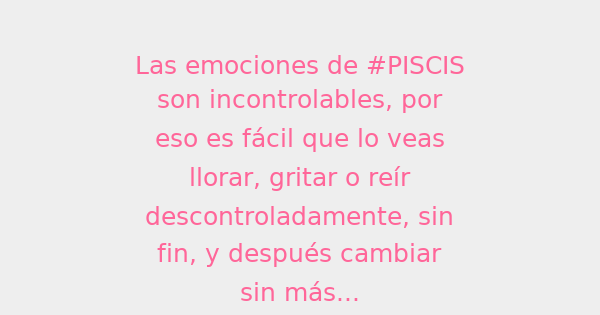 Las emociones de #PISCIS
son incontrolables, por
eso es fácil que lo veas
llorar, gritar o reír
descontroladamente, sin
fin, y después cambiar
sin más...